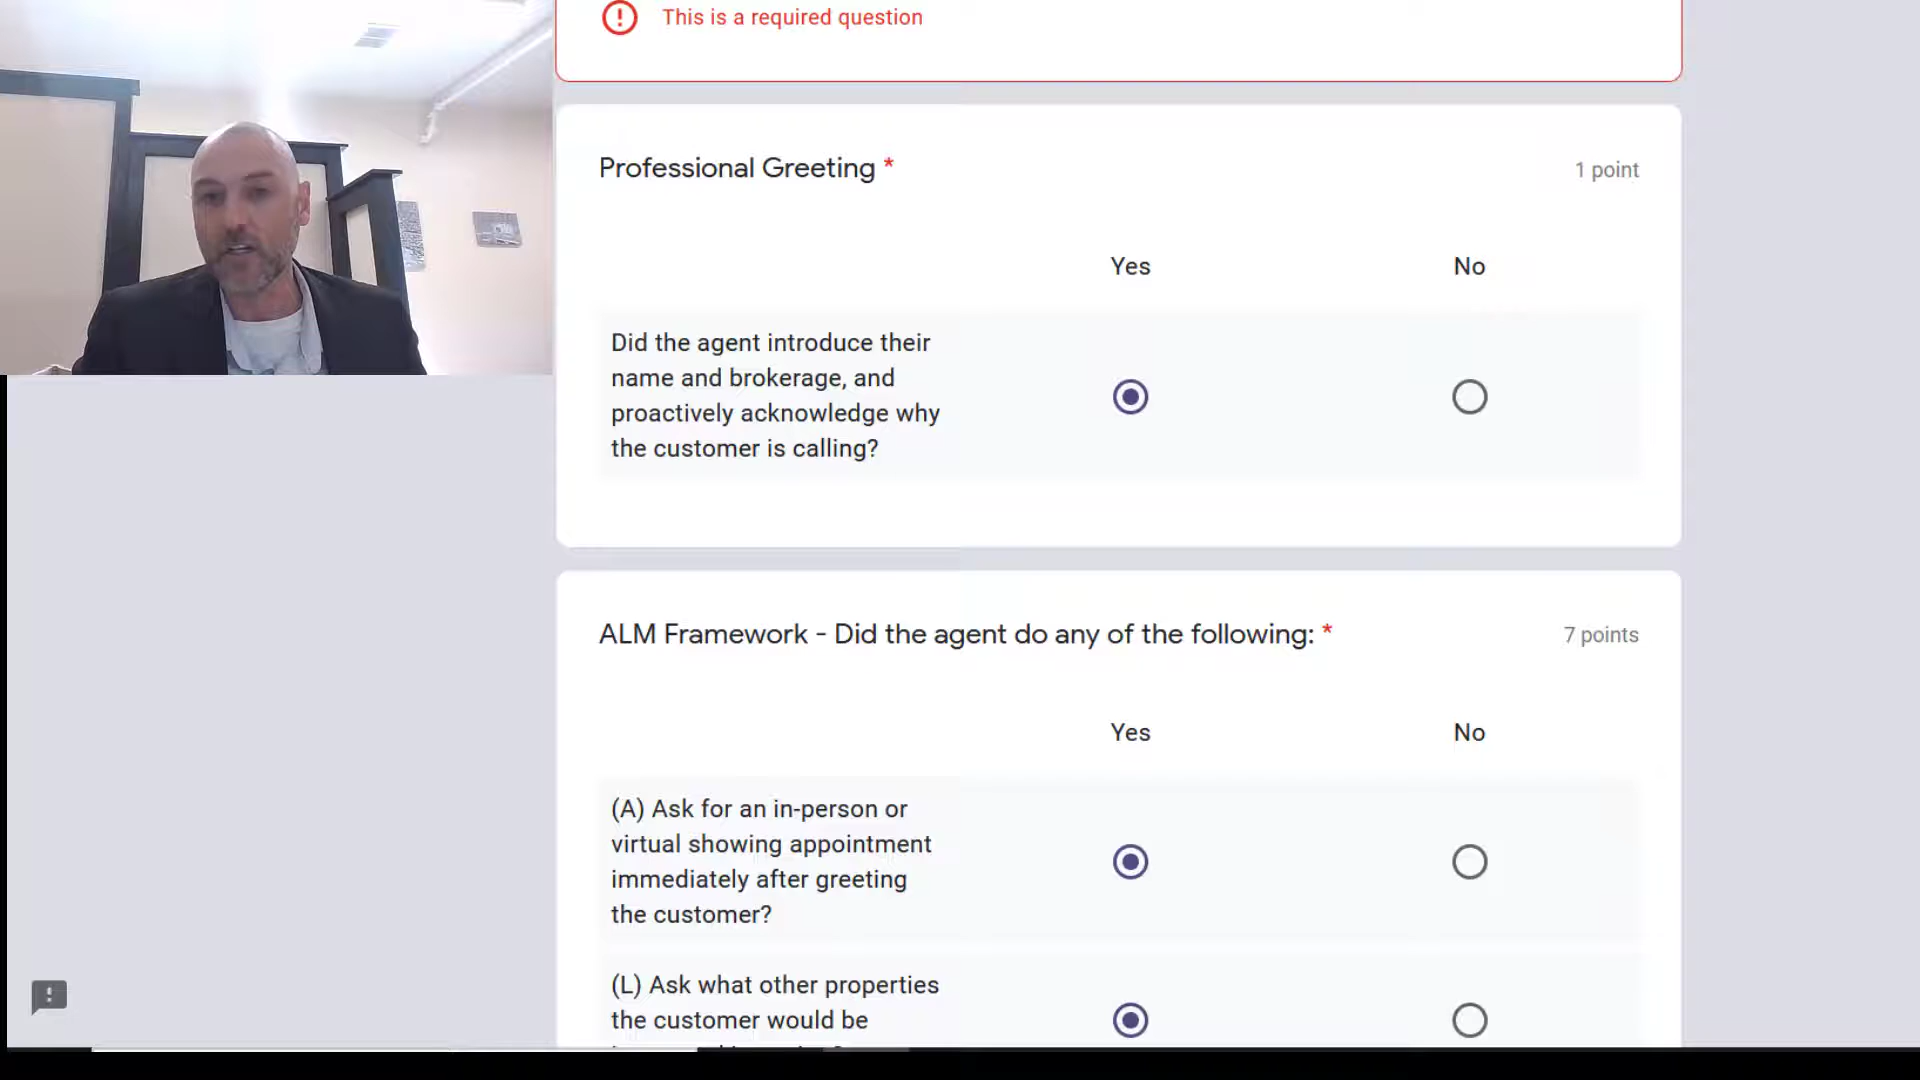 This is a required question
Professional Greeting *
1 point
Yes
No
Did the agent introduce their
name and brokerage, and
proactively acknowledge why
the customer is calling?
ALM Framework - Did the agent do any of the following: *
7 points
Yes
No
(A) Ask for an in-person or
virtual showing appointment
immediately after greeting
the customer?
(L) Ask what other properties
the customer would be